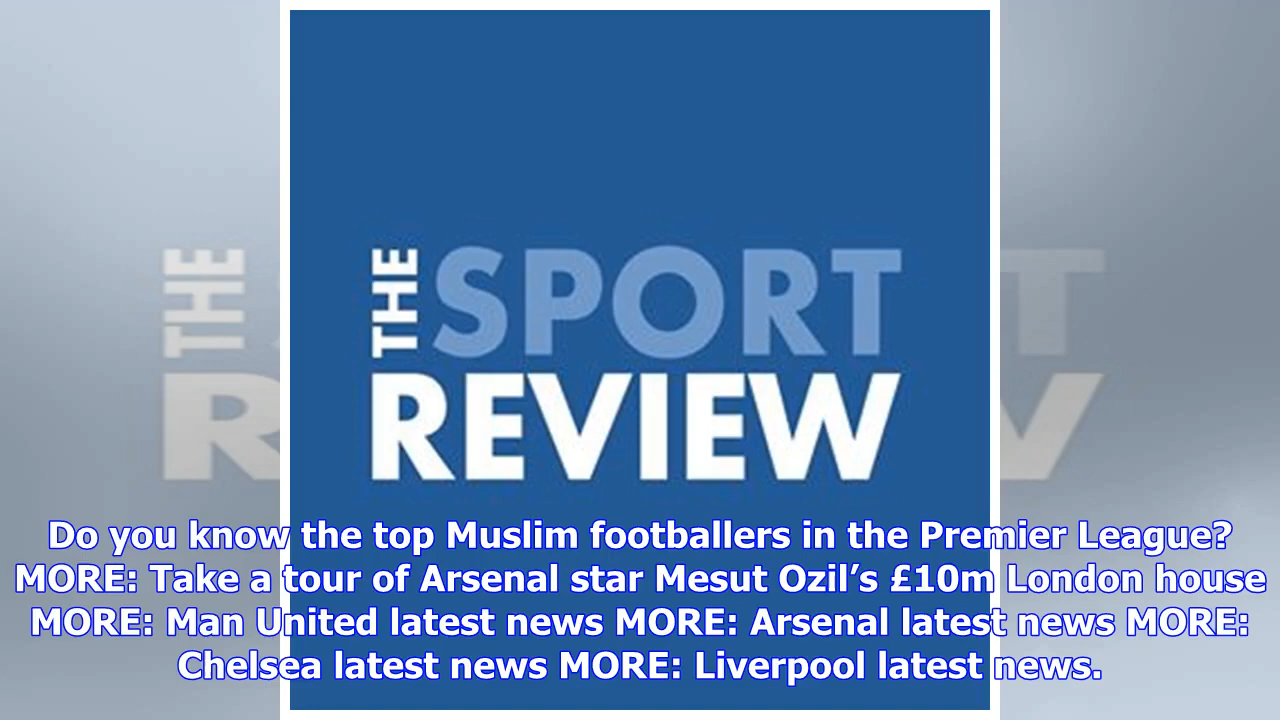 THE SPORT
REVIEW
Do you know the top Muslim footballers in the Premier League?
MORE: Take a tour of Arsenal star Mesut Ozil’s £10m London house
MORE: Man United latest news MORE: Arsenal latest news MORE:
Chelsea latest news MORE: Liverpool latest news.